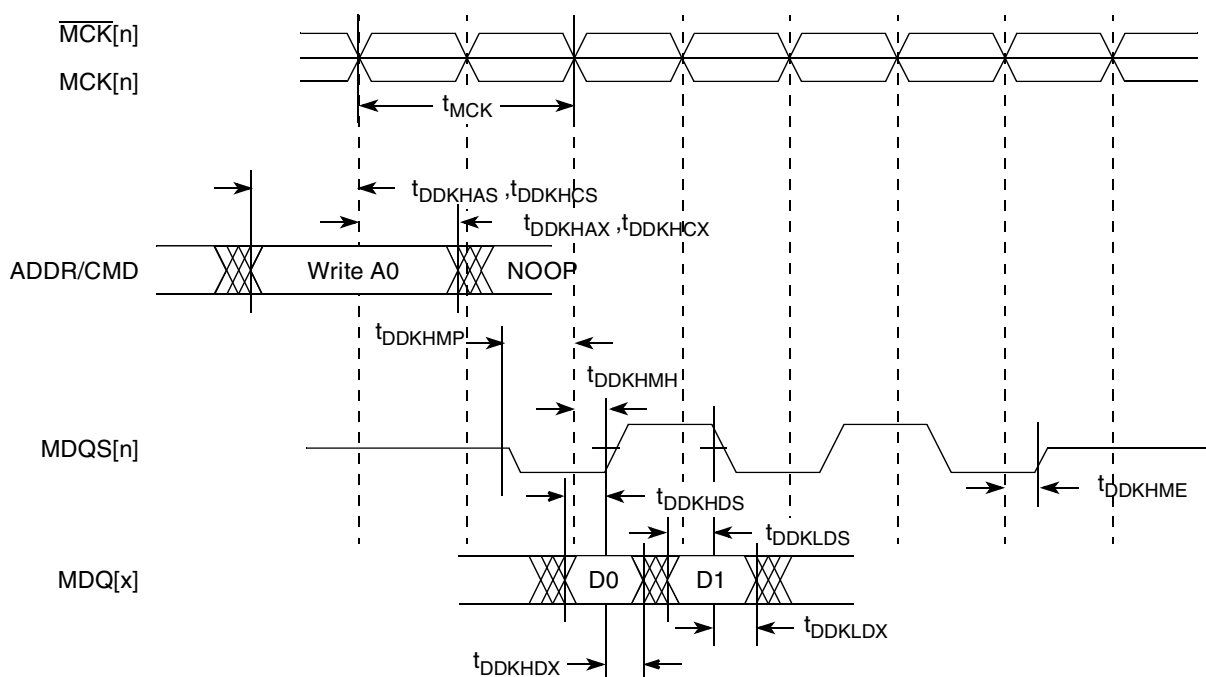 MCK[n]
MCK[n]
tMCK
tDDKHAS ,tDDKHCS
tDDKHAX ,tDDKHCX
ADDR/CMD
Write A0
NOOP
tDDKHMP
tDDKHMH
MDQS[n]
tDDKHME
tDDKHDS
tDDKLDS
MDQ[x]
D0
D1
tDDKLDX
tDDKHDX